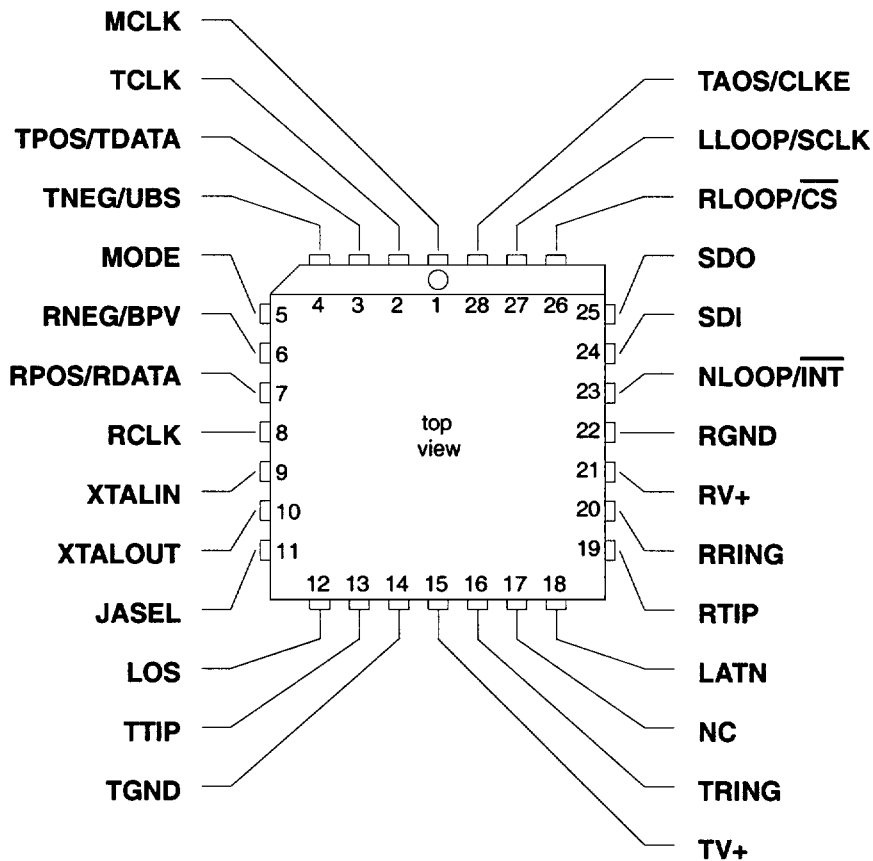 MCLK
TCLK
TPOS/TDATA
TNEG/UBS
MODE
RNEG/BPV
RPOS/RDATA
RCLK
XTALIN
XTALOUT
JASEL
LOS
TTIP
TGND
TAOS/CLKE
LLOOP/SCLK
RLOOP/C̅S̅
SDO
SDI
NLOOP/I̅N̅T̅
RGND
RV+
RRING
RTIP
LATN
NC
TRING
TV+
4 3 2 1 28 27 26
5
6
7
8
9
10
11
25
24
23
22
21
20
19
top
view
12 13 14 15 16 17 18